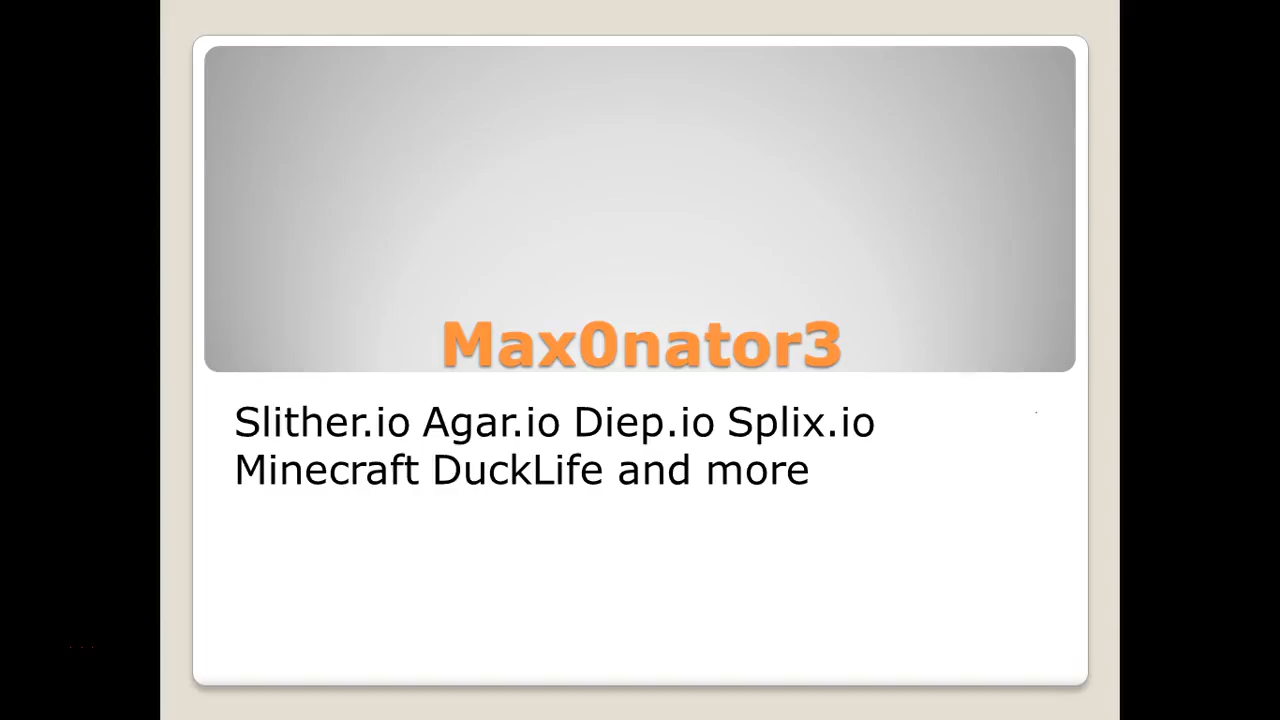 Max0nator3
Slither.io Agar.io Diep.io Splix.io
Minecraft DuckLife and more